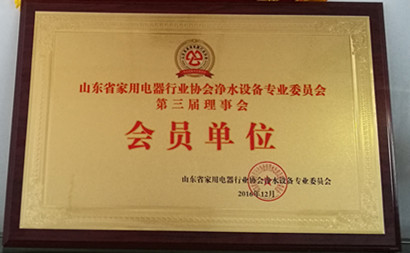 山东省家用电器行业协会净水设备专业委员会
第三届理事会
会员单位
山东省家用电器行业协会净水设备专业委员会
2016年12月